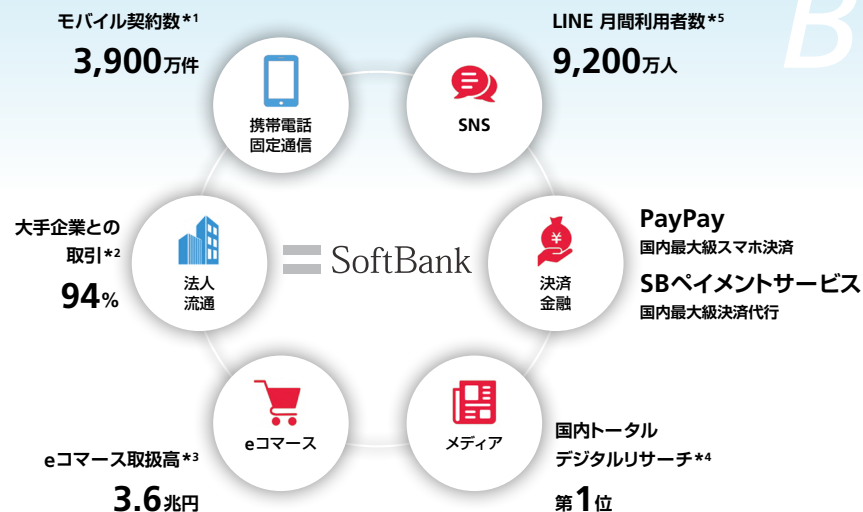 モバイル契約数*1
3,900万件
携帯電話
固定通信
LINE 月間利用者数*5
9,200万人
SNS
B
大手企業との
取引*2
94%
法人
流通
SoftBank
決済
金融
PayPay
国内最大級スマホ決済
SBペイメントサービス
国内最大級決済代行
eコマース
eコマース取扱高*3
3.6兆円
メディア
国内トータル
デジタルリサーチ*4
第1位